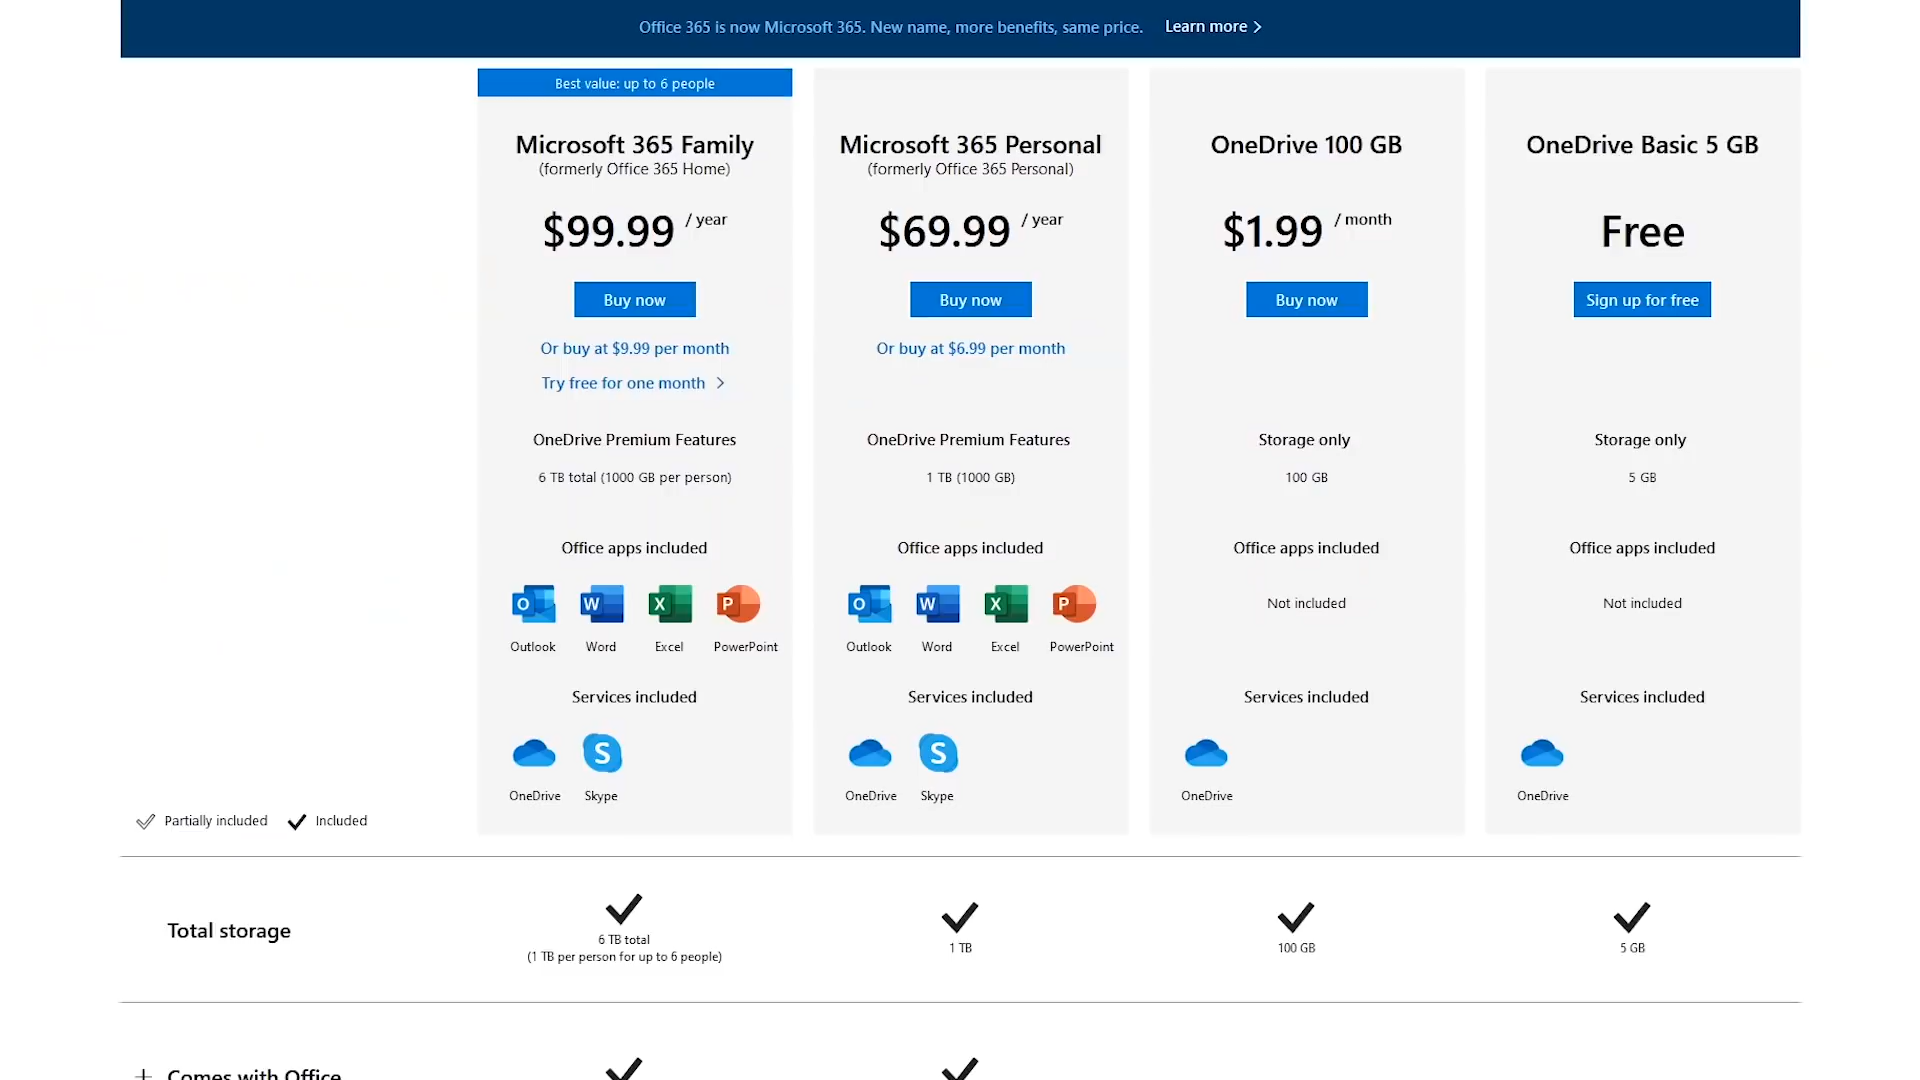 Office 365 is now Microsoft 365. New name, more benefits, same price. Learn more
Best value: up to 6 people
Microsoft 365 Family
(formerly Office 365 Home)
$99.99 / year
Buy now
Or buy at $9.99 per month
Try free for one month
OneDrive Premium Features
6 TB total (1000 GB per person)
Office apps included
O W X P
Outlook Word Excel PowerPoint
Services included
S
OneDrive Skype
Microsoft 365 Personal
(formerly Office 365 Personal)
$69.99 / year
Buy now
Or buy at $6.99 per month
OneDrive Premium Features
1 TB (1000 GB)
Office apps included
O W X P
Outlook Word Excel PowerPoint
Services included
S
OneDrive Skype
OneDrive 100 GB
$1.99 / month
Buy now
Storage only
100 GB
Office apps included
Not included
Services included
OneDrive
OneDrive Basic 5 GB
Free
Sign up for free
Storage only
5 GB
Office apps included
Not included
Services included
OneDrive
Partially included Included
Total storage
6 TB total
(1 TB per person for up to 6 people)
1 TB
100 GB
5 GB
Comes with Office